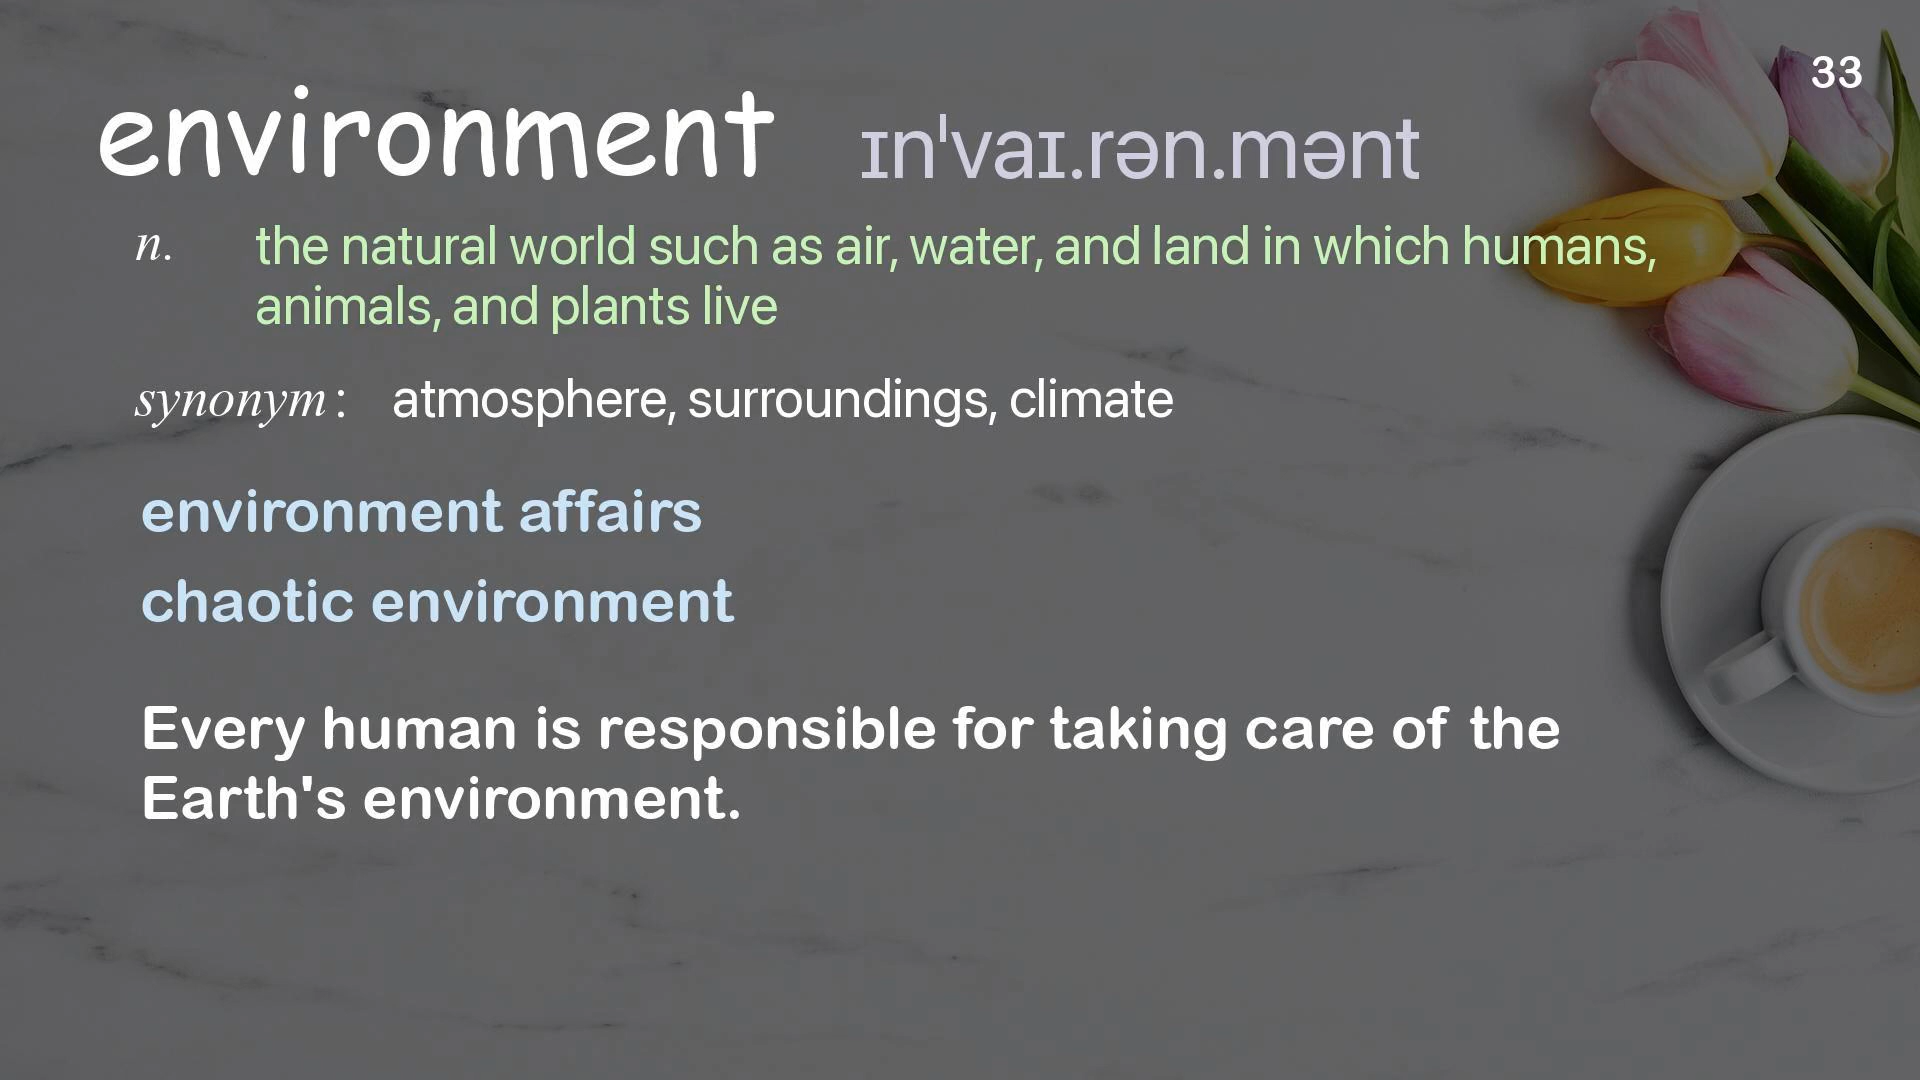 33
environment ɪnˈvaɪ.rən.mənt
n. the natural world such as air, water, and land in which humans,
animals, and plants live
synonym : atmosphere, surroundings, climate
environment affairs
chaotic environment
Every human is responsible for taking care of the
Earth's environment.